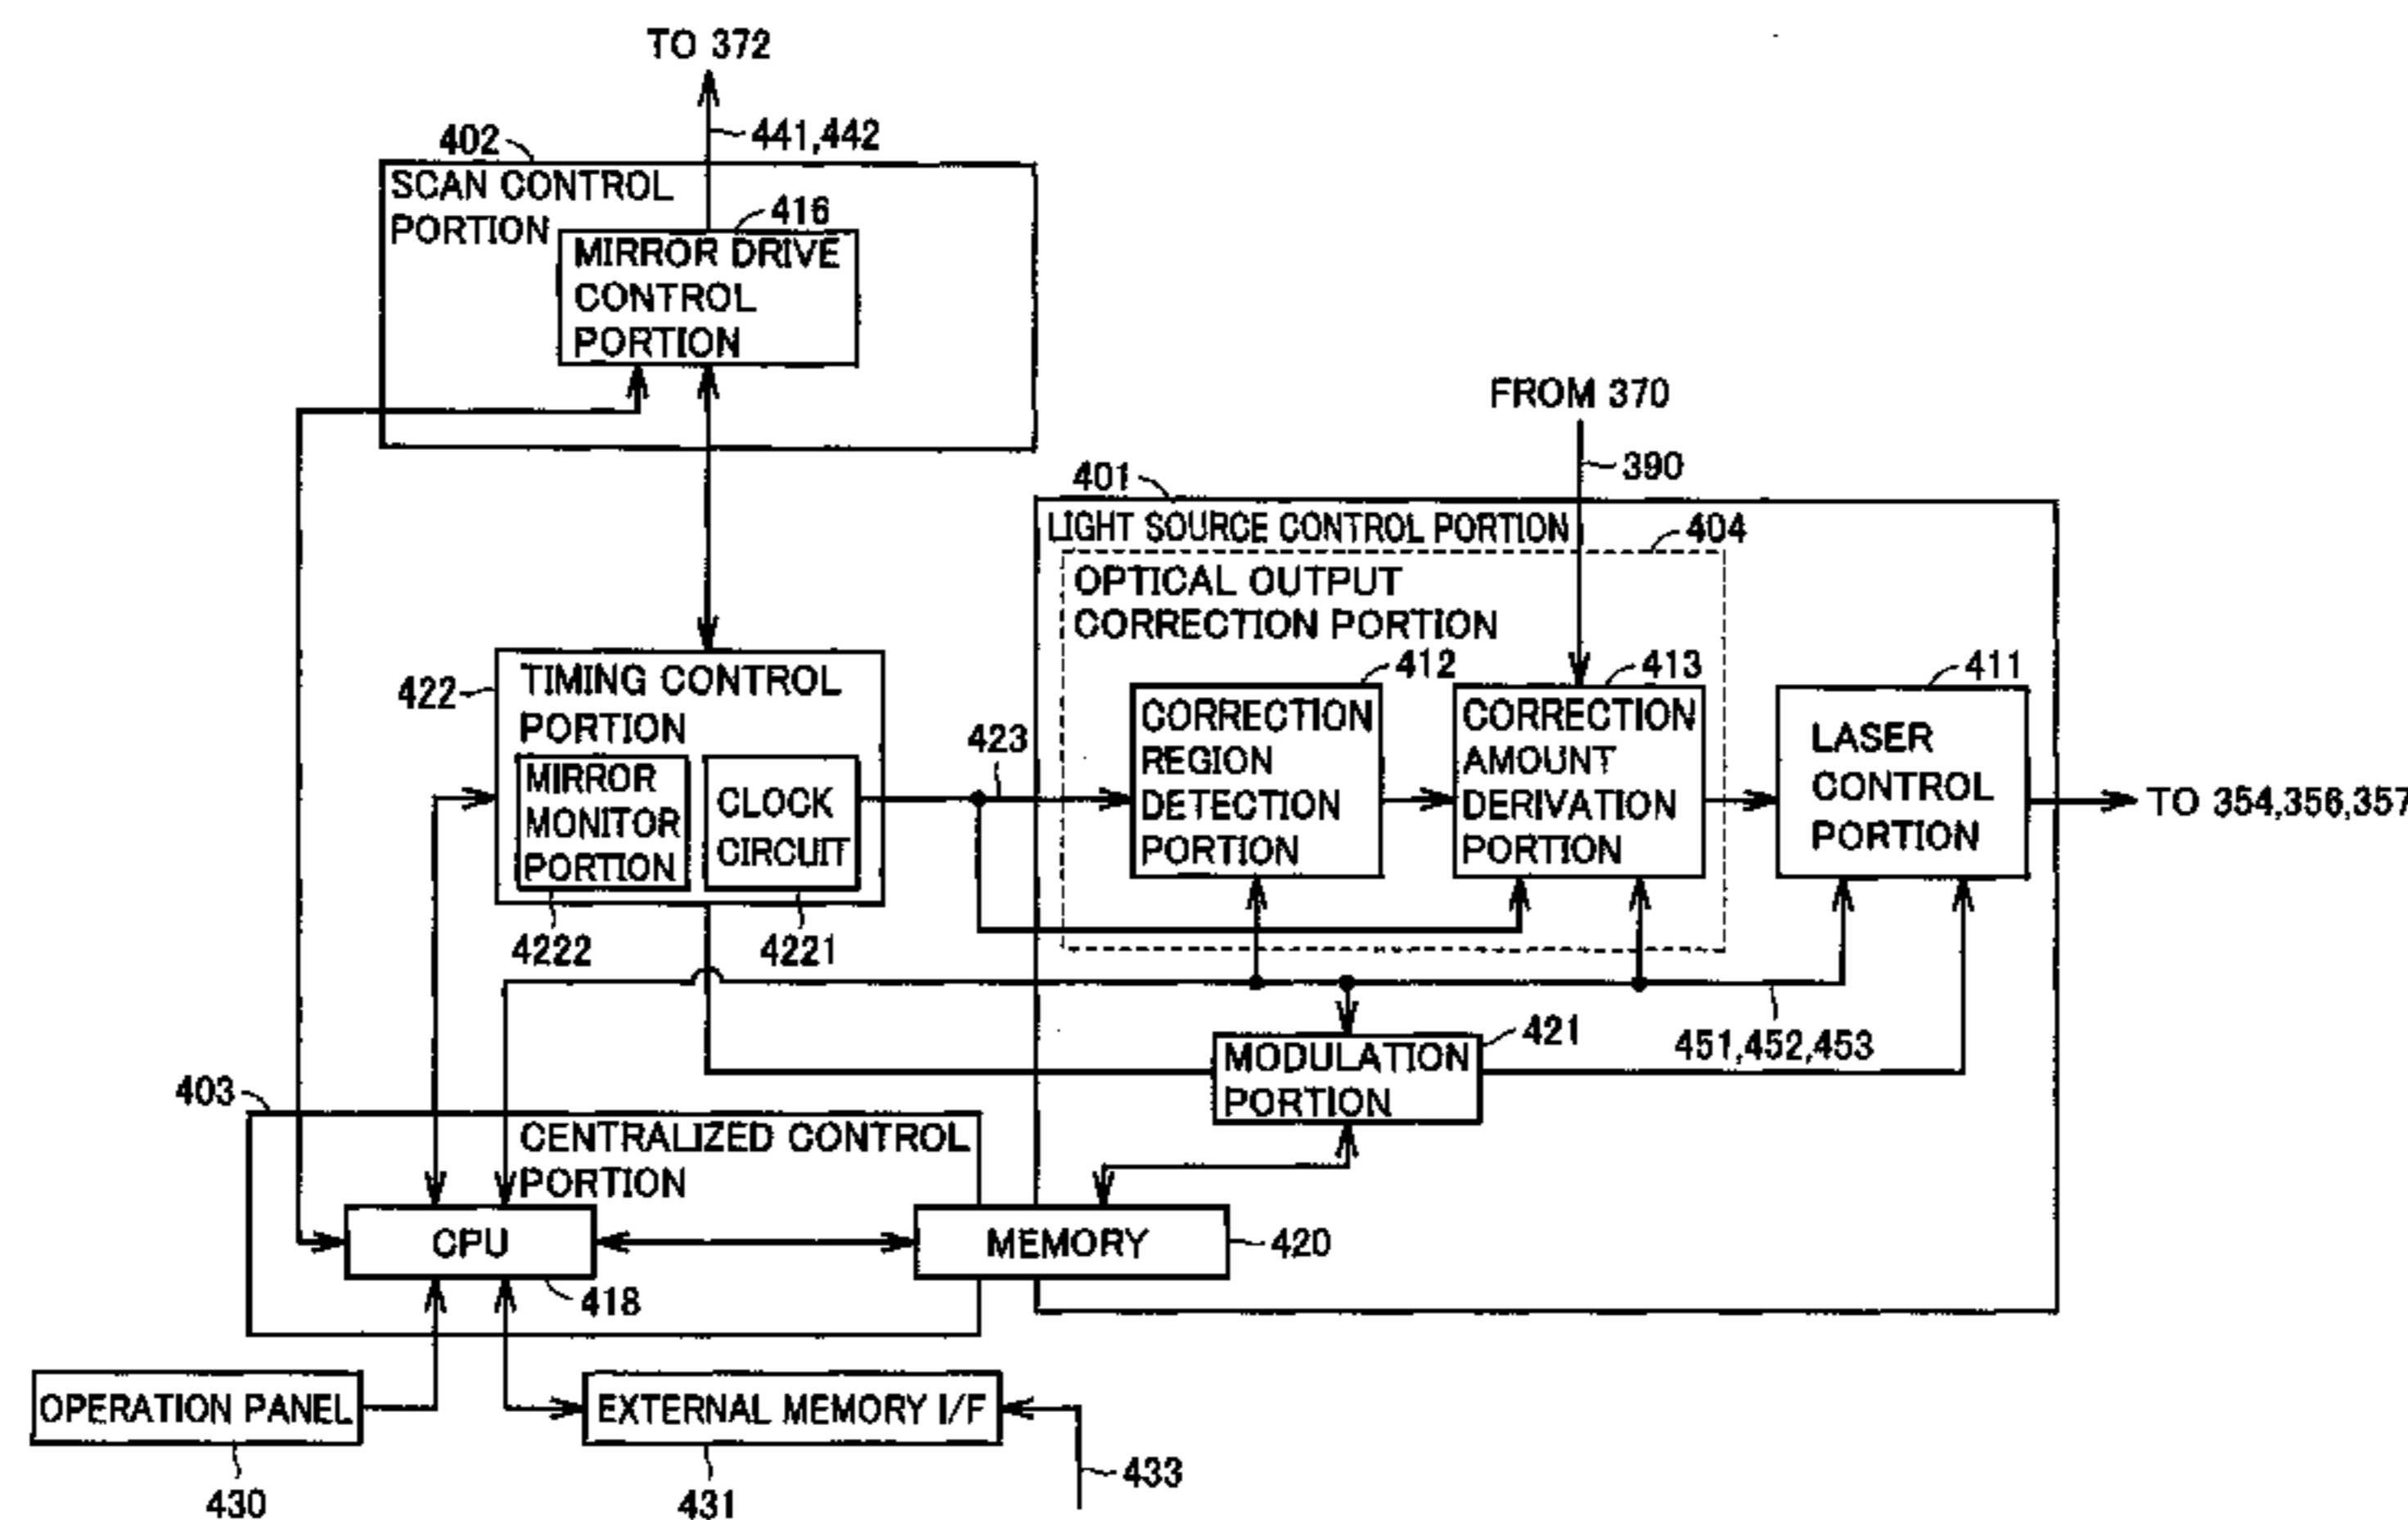 TO 372
441,442
402
SCAN CONTROL
PORTION
416
MIRROR DRIVE
CONTROL
PORTION
FROM 370
390
401
LIGHT SOURCE CONTROL PORTION
404
OPTICAL OUTPUT
CORRECTION PORTION
412
CORRECTION
REGION
DETECTION
PORTION
413
CORRECTION
AMOUNT
DERIVATION
PORTION
411
LASER
CONTROL
PORTION
TO 354,356,357
422
TIMING CONTROL
PORTION
MIRROR
MONITOR
PORTION
CLOCK
CIRCUIT
423
4222
4221
421
MODULATION
PORTION
451,452,453
403
CENTRALIZED CONTROL
PORTION
CPU
418
MEMORY
420
OPERATION PANEL
430
EXTERNAL MEMORY I/F
431
433